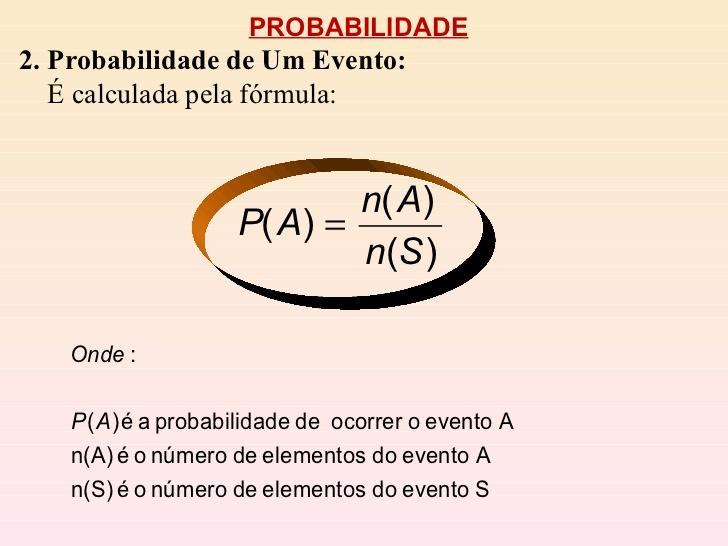 PROBABILIDADE
2. Probabilidade de Um Evento:
É calculada pela fórmula:
P(A) = n(A)/n(S)
Onde :
P(A)é a probabilidade de ocorrer o evento A
n(A) é o número de elementos do evento A
n(S) é o número de elementos do evento S